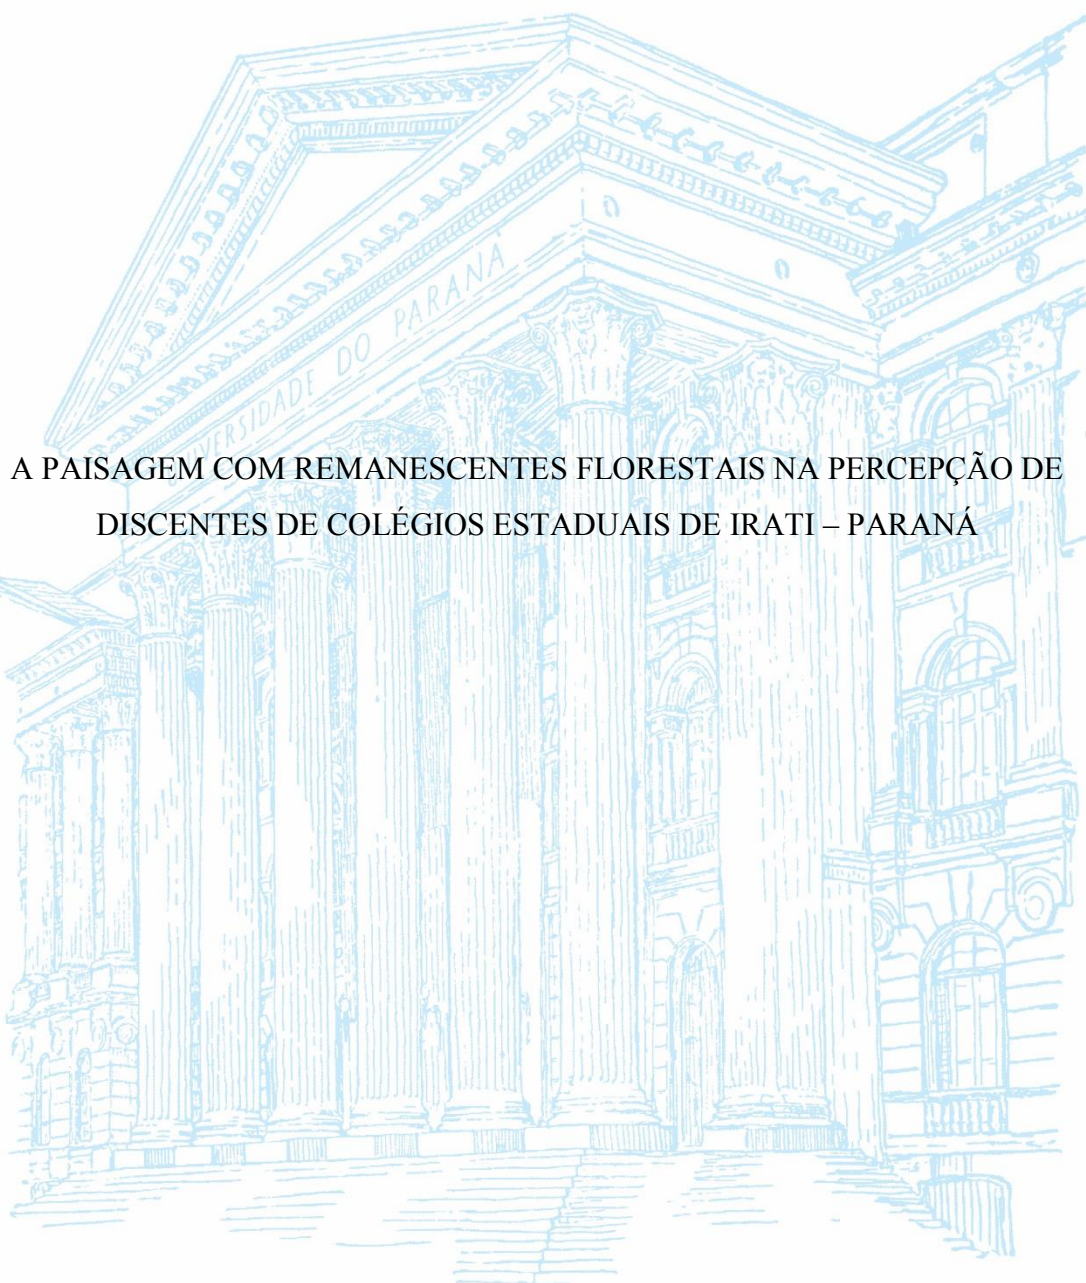 UNIVERSIDADE DO PARANÁ
A PAISAGEM COM REMANESCENTES FLORESTAIS NA PERCEPÇÃO DE
DISCENTES DE COLÉGIOS ESTADUAIS DE IRATI – PARANÁ